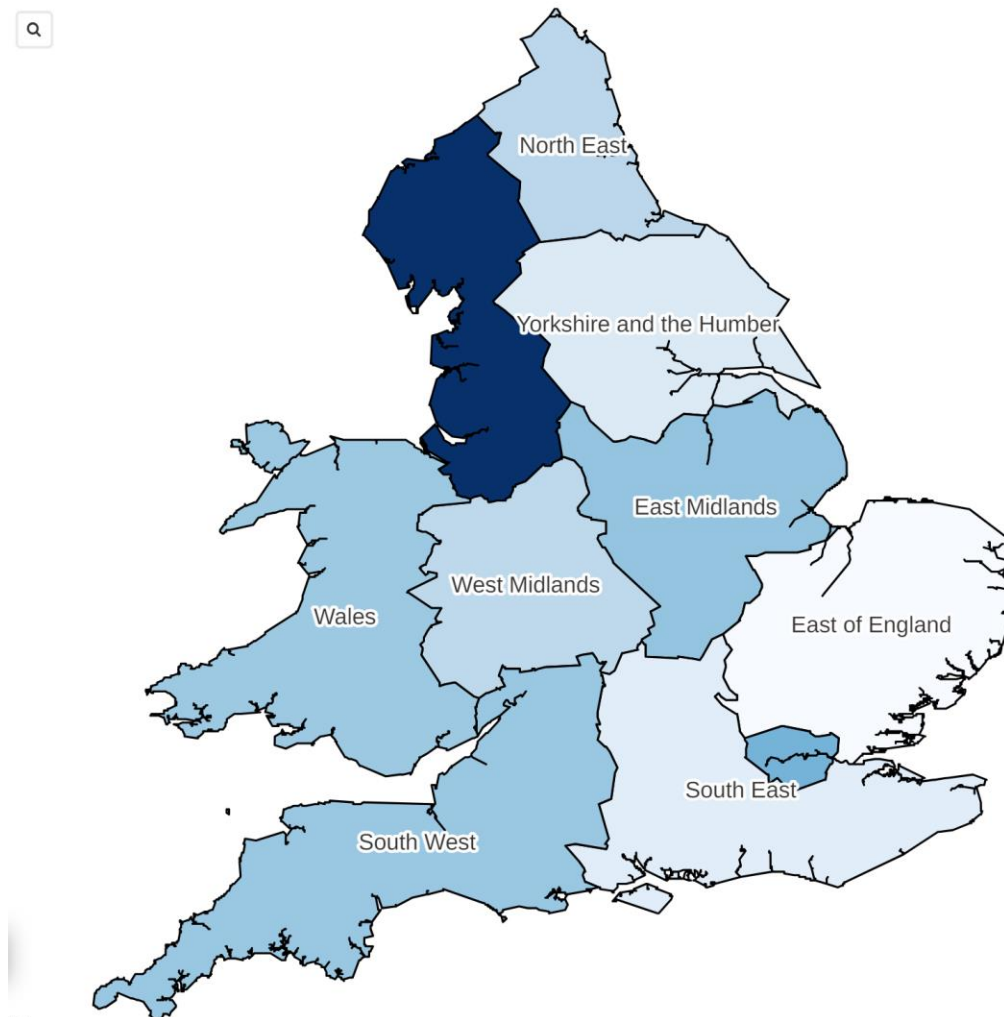 North East
Yorkshire and the Humber
East Midlands
West Midlands
Wales
East of England
South East
South West